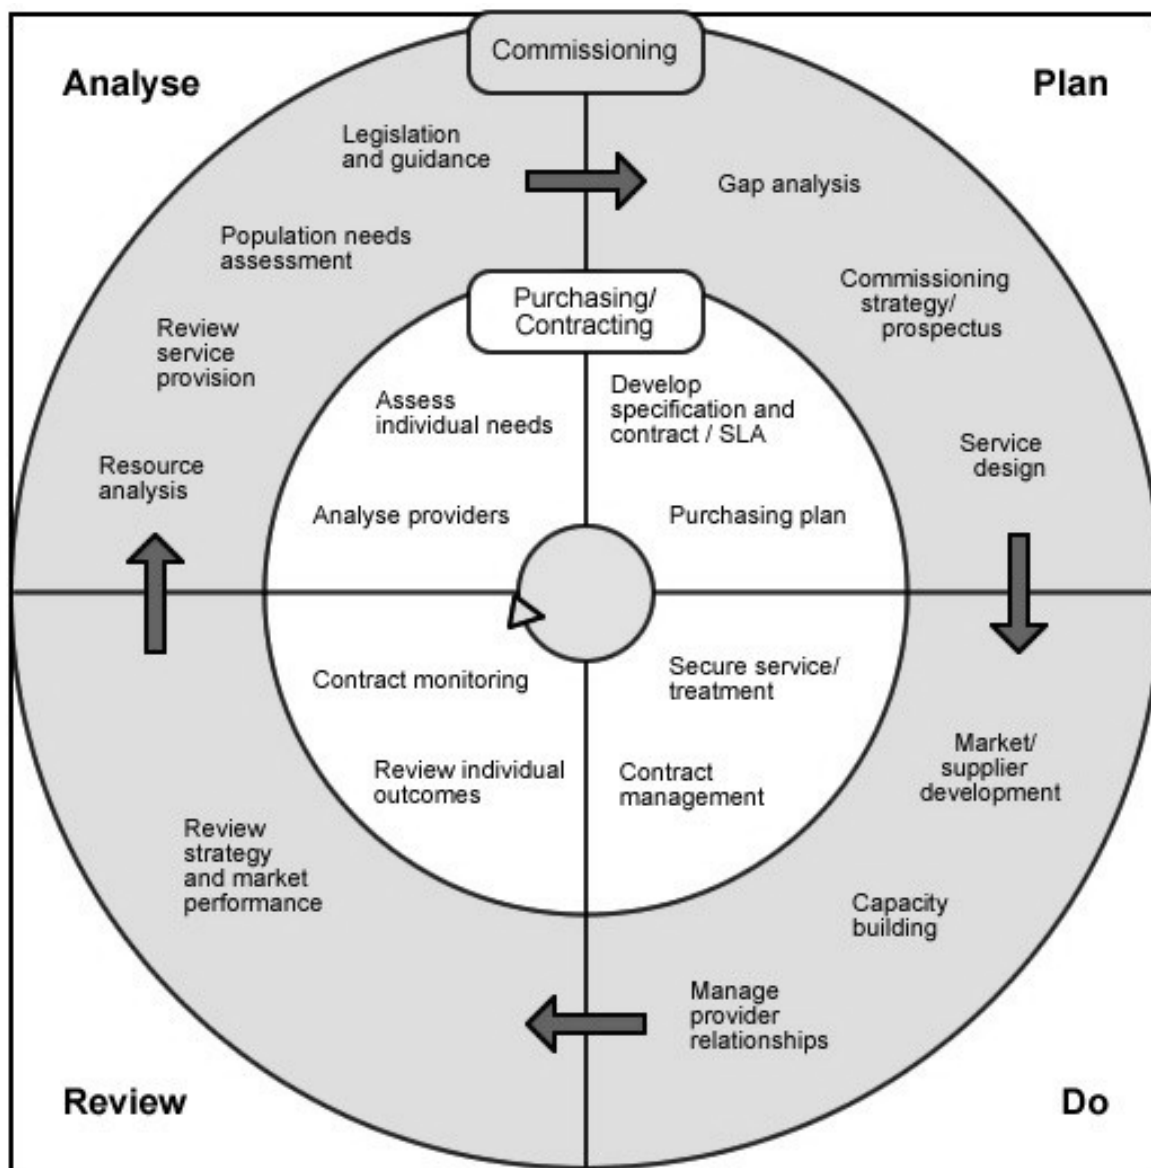 Commissioning
Analyse
Plan
Legislation
and guidance
Gap analysis
Population needs
assessment
Commissioning
strategy/
prospectus
Purchasing/
Contracting
Review
service
provision
Assess
individual needs
Develop
specification and
contract / SLA
Service
design
Resource
analysis
Analyse providers
Purchasing plan
Contract monitoring
Secure service/
treatment
Market/
supplier
development
Review individual
outcomes
Contract
management
Review
strategy
and market
performance
Capacity
building
Manage
provider
relationships
Review
Do